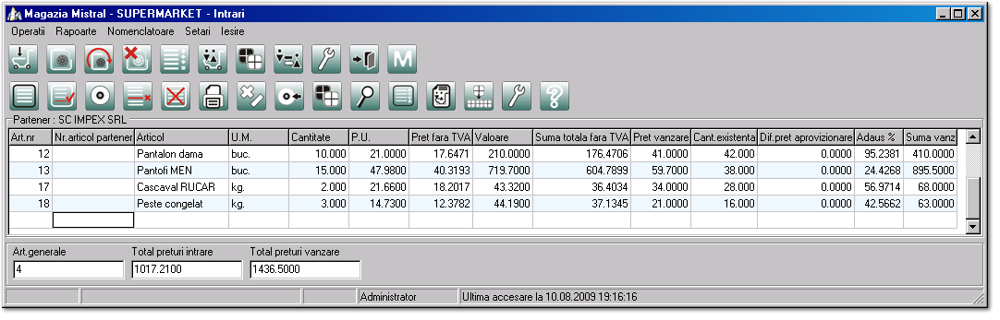 Magazia Mistral - SUPERMARKET - Intrari
Operatii Rapoarte Nomenclatoare Setari Iesire
M
Partener : SC IMPEX SRL
Art.nr Nr.articol partener Articol U.M. Cantitate P.U. Pret fara TVA Valoare Suma totala fara TVA Pret vanzare Cant.existenta Dif.pret aprovizionare Adaus % Suma vanz
12 Pantalon dama buc. 10.000 21.0000 17.6471 210.0000 176.4706 41.0000 42.000 0.0000 95.2381 410.0000
13 Pantofi MEN buc. 15.000 47.9800 40.3193 719.7000 604.7899 59.7000 38.000 0.0000 24.4268 895.5000
17 Cascaval RUCAR kg. 2.000 21.6600 18.2017 43.3200 36.4034 34.0000 28.000 0.0000 56.9714 68.0000
18 Peste congelat kg. 3.000 14.7300 12.3782 44.1900 37.1345 21.0000 16.000 0.0000 42.5662 63.0000
Art.generale Total preturi intrare Total preturi vanzare
4 1017.2100 1436.5000
Administrator Ultima accesare la 10.08.2009 19:16:16